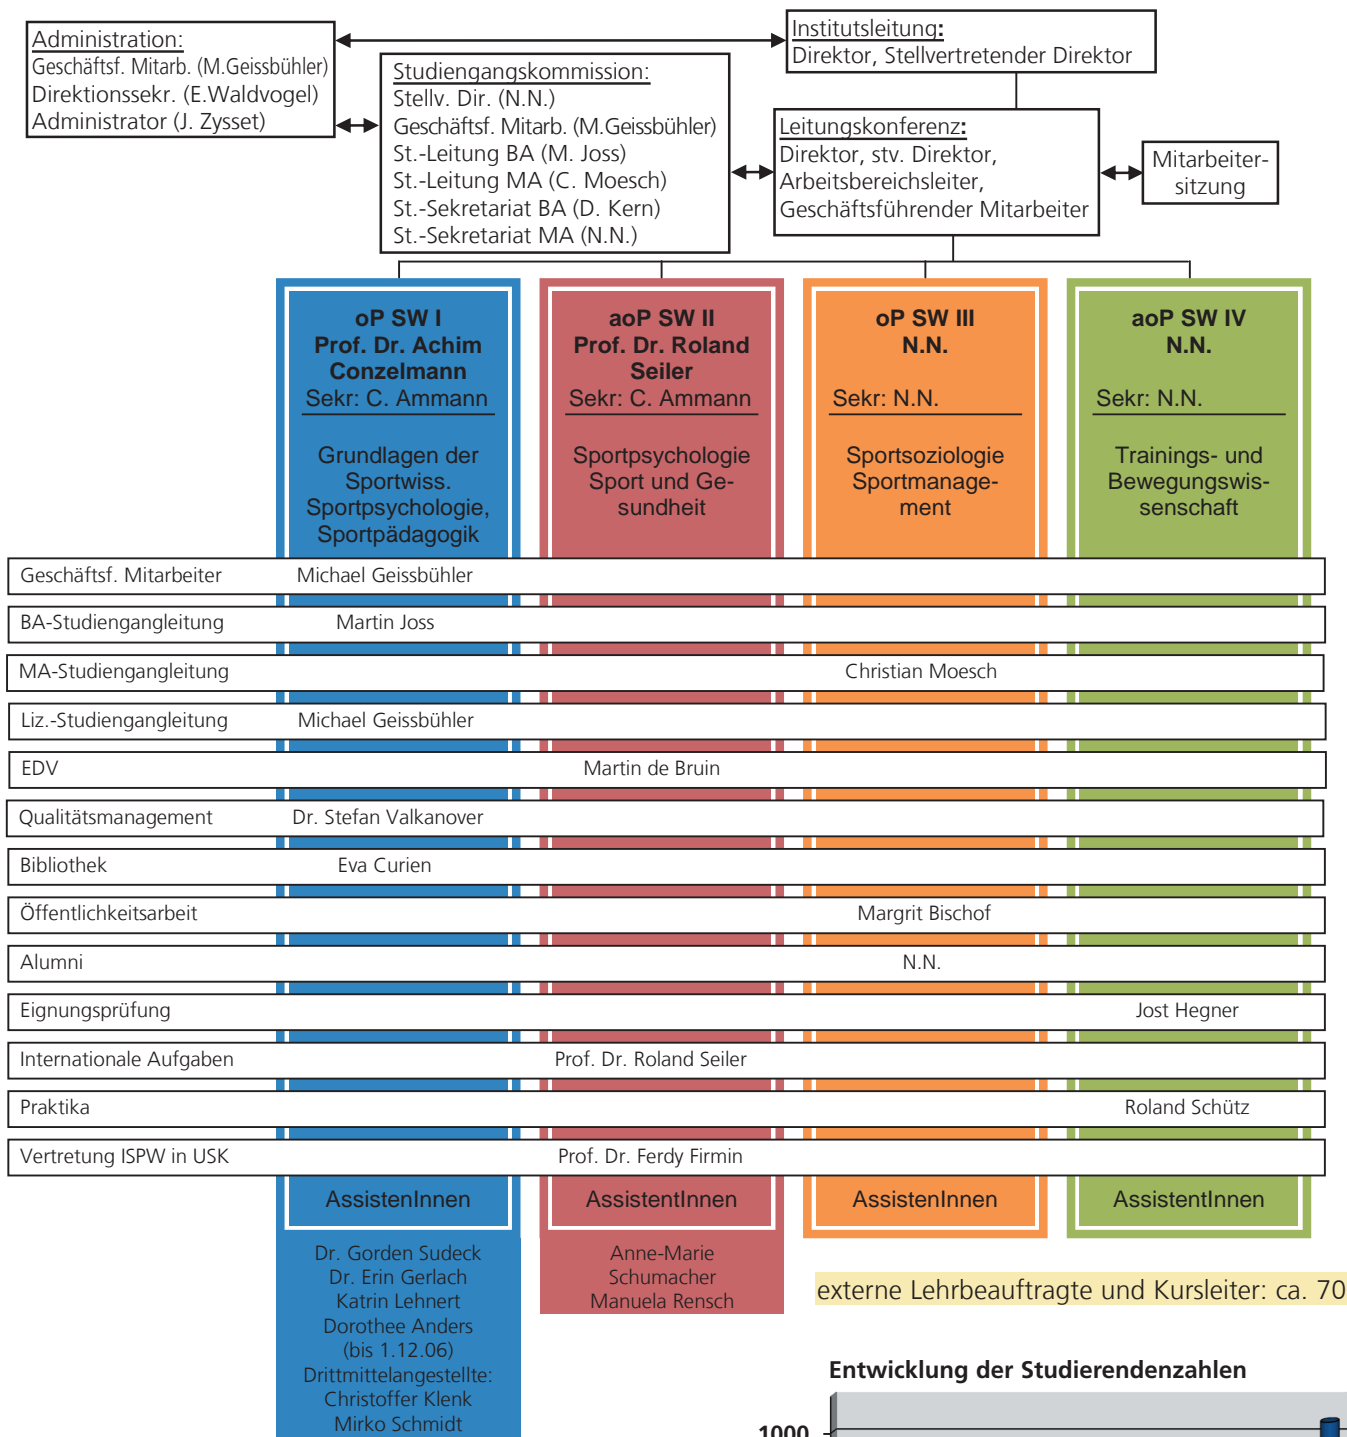 Administration:
Geschäftsf. Mitarb. (M.Geissbühler)
Direktionssekr. (E.Waldvogel)
Administrator (J. Zysset)
Studiengangskommission:
Stellv. Dir. (N.N.)
Geschäftsf. Mitarb. (M.Geissbühler)
St.-Leitung BA (M. Joss)
St.-Leitung MA (C. Moesch)
St.-Sekretariat BA (D. Kern)
St.-Sekretariat MA (N.N.)
Institutsleitung:
Direktor, Stellvertretender Direktor
Leitungskonferenz:
Direktor, stv. Direktor,
Arbeitsbereichsleiter,
Geschäftsführender Mitarbeiter
Mitarbeiter-
sitzung
oP SW I
Prof. Dr. Achim
Conzelmann
Sekr: C. Ammann
Grundlagen der
Sportwiss.
Sportpsychologie,
Sportpädagogik
aoP SW II
Prof. Dr. Roland
Seiler
Sekr: C. Ammann
Sportpsychologie
Sport und Ge-
sundheit
oP SW III
N.N.
Sekr: N.N.
Sportsoziologie
Sportmanage-
ment
aoP SW IV
N.N.
Sekr: N.N.
Trainings- und
Bewegungswis-
senschaft
Geschäftsf. Mitarbeiter Michael Geissbühler
BA-Studiengangleitung Martin Joss
MA-Studiengangleitung Christian Moesch
Liz.-Studiengangleitung Michael Geissbühler
EDV Martin de Bruin
Qualitätsmanagement Dr. Stefan Valkanover
Bibliothek Eva Curien
Öffentlichkeitsarbeit Margrit Bischof
Alumni N.N.
Eignungsprüfung Jost Hegner
Internationale Aufgaben Prof. Dr. Roland Seiler
Praktika Roland Schütz
Vertretung ISPW in USK Prof. Dr. Ferdy Firmin
AssistenInnen AssistentInnen AssistenInnen AssistentInnen
Dr. Gorden Sudeck
Dr. Erin Gerlach
Katrin Lehnert
Dorothee Anders
(bis 1.12.06)
Drittmittelangestellte:
Christoffer Klenk
Mirko Schmidt
Anne-Marie
Schumacher
Manuela Rensch
externe Lehrbeauftragte und Kursleiter: ca. 70
Entwicklung der Studierendenzahlen
1000